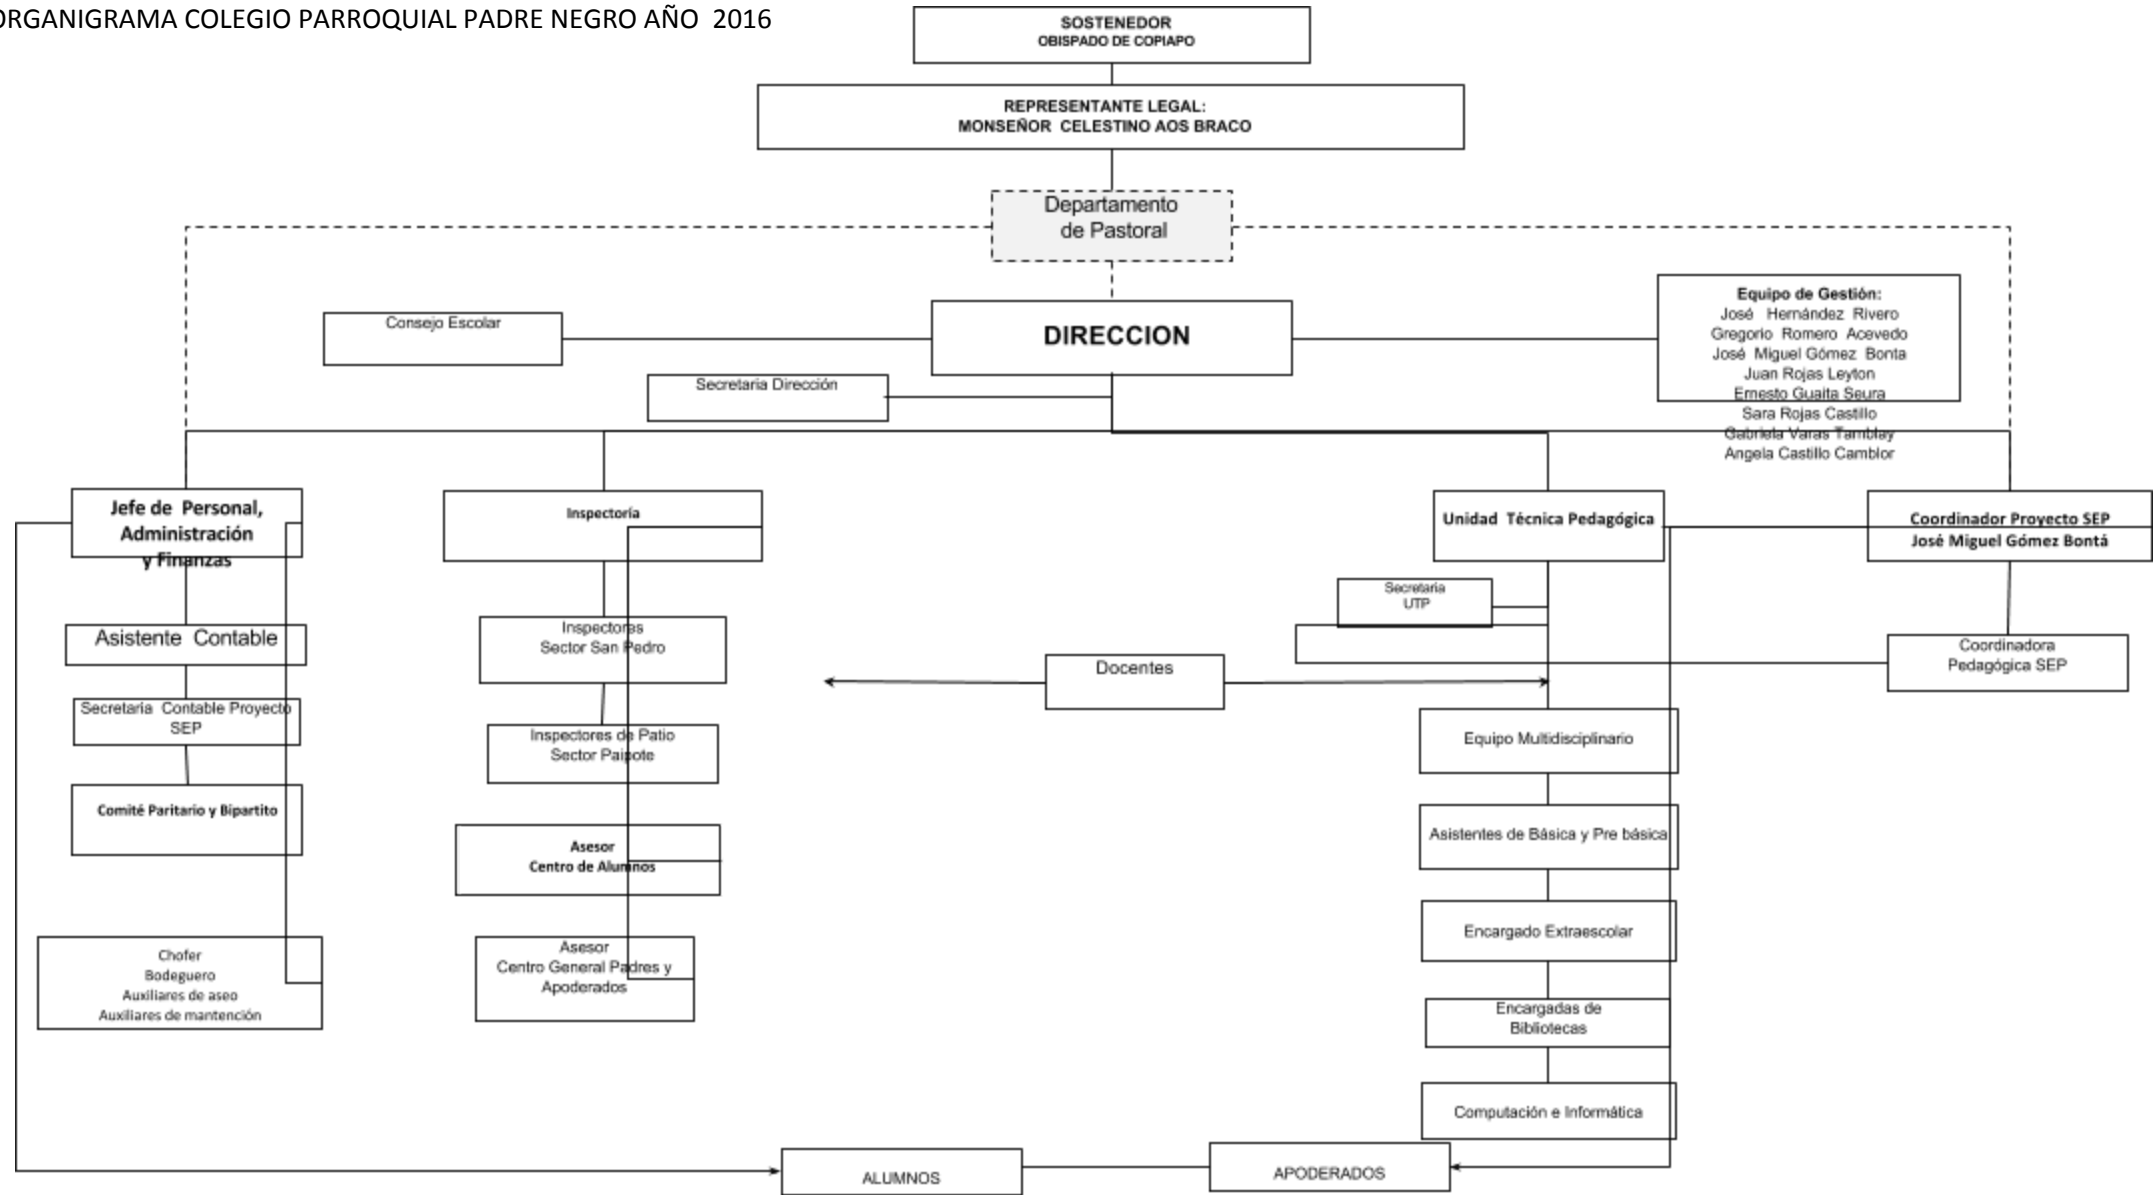 ORGANIGRAMA COLEGIO PARROQUIAL PADRE NEGRO AÑO 2016
SOSTENEDOR
OBISPADO DE COPIAPO
REPRESENTANTE LEGAL:
MONSEÑOR CELESTINO AOS BRACO
Departamento
de Pastoral
Consejo Escolar
DIRECCION
Equipo de Gestión:
José Hernández Rivero
Gregorio Romero Acevedo
José Miguel Gómez Bonta
Juan Rojas Leyton
Ernesto Guaita Seura
Sara Rojas Castillo
Gabriela Varas Tamblay
Angela Castillo Camblor
Secretaria Dirección
Jefe de Personal,
Administración
y Finanzas
Inspectoría
Unidad Técnica Pedagógica
Coordinador Proyecto SEP
José Miguel Gómez Bontá
Asistente Contable
Secretaría Contable Proyecto
SEP
Comité Paritario y Bipartito
Chofer
Bodeguero
Auxiliares de aseo
Auxiliares de mantención
Inspectores
Sector San Pedro
Inspectores de Patio
Sector Paipote
Asesor
Centro de Alumnos
Asesor
Centro General Padres y
Apoderados
Docentes
Secretaria
UTP
Coordinadora
Pedagógica SEP
Equipo Multidisciplinario
Asistentes de Básica y Pre básica
Encargado Extraescolar
Encargadas de
Bibliotecas
Computación e Informática
ALUMNOS
APODERADOS